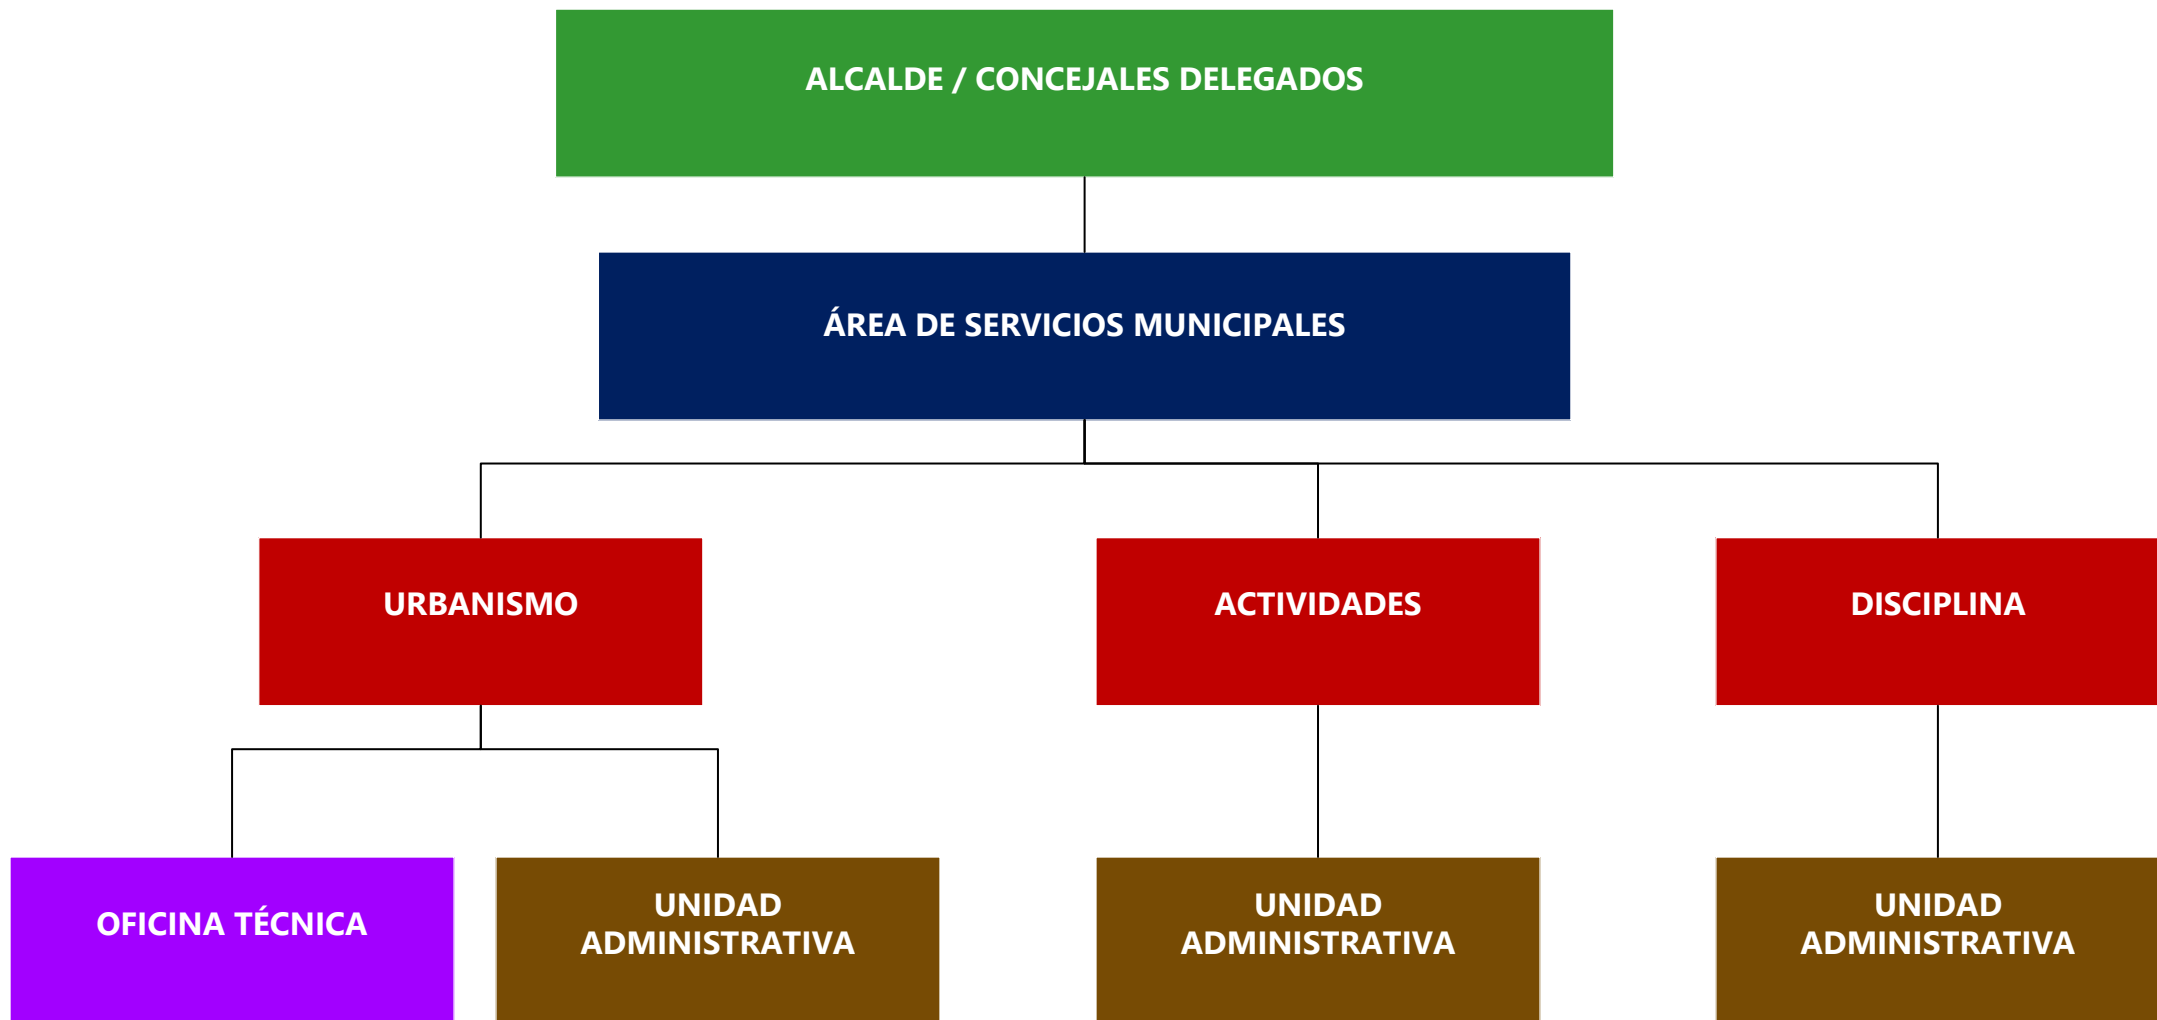 ALCALDE / CONCEJALES DELEGADOS
ÁREA DE SERVICIOS MUNICIPALES
URBANISMO
ACTIVIDADES
DISCIPLINA
OFICINA TÉCNICA
UNIDAD
ADMINISTRATIVA
UNIDAD
ADMINISTRATIVA
UNIDAD
ADMINISTRATIVA